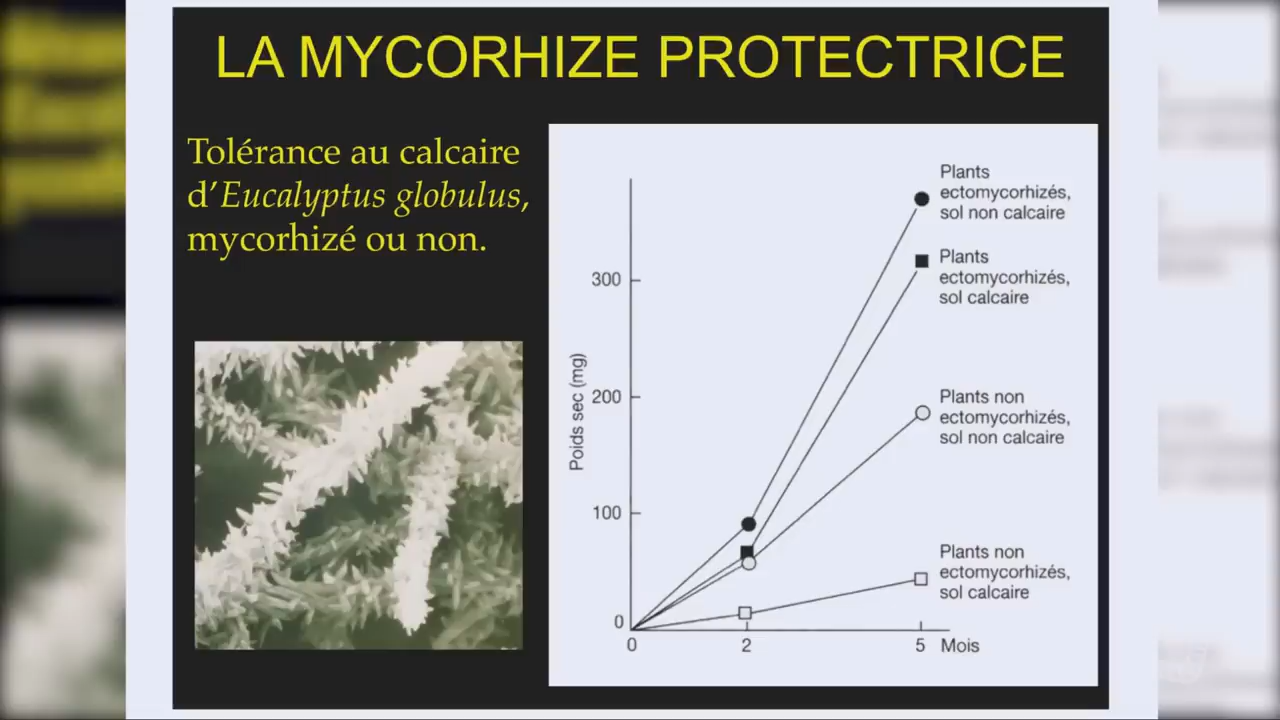 LA MYCORHIZE PROTECTRICE
Tolérance au calcaire
d’Eucalyptus globulus,
mycorhizé ou non.
Plants
ectomycorhizés,
sol non calcaire
Plants
ectomycorhizés,
sol calcaire
Plants non
ectomycorhizés,
sol non calcaire
Plants non
ectomycorhizés,
sol calcaire
Poids sec (mg)
300
200
100
0
0 2 5 Mois